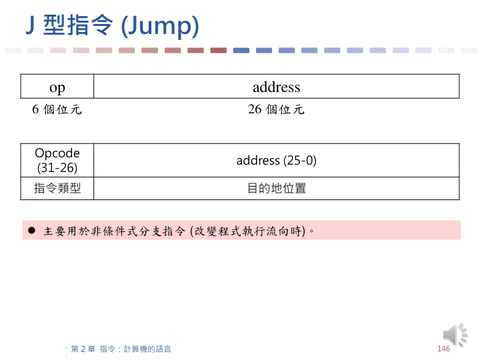 J 型指令 (Jump)
op address
6 個位元 26 個位元
Opcode
(31-26) address (25-0)
指令類型 目的地位置
● 主要用於非條件式分支指令 (改變程式執行流向時)。
第 2 章 指令：計算機的語言 146